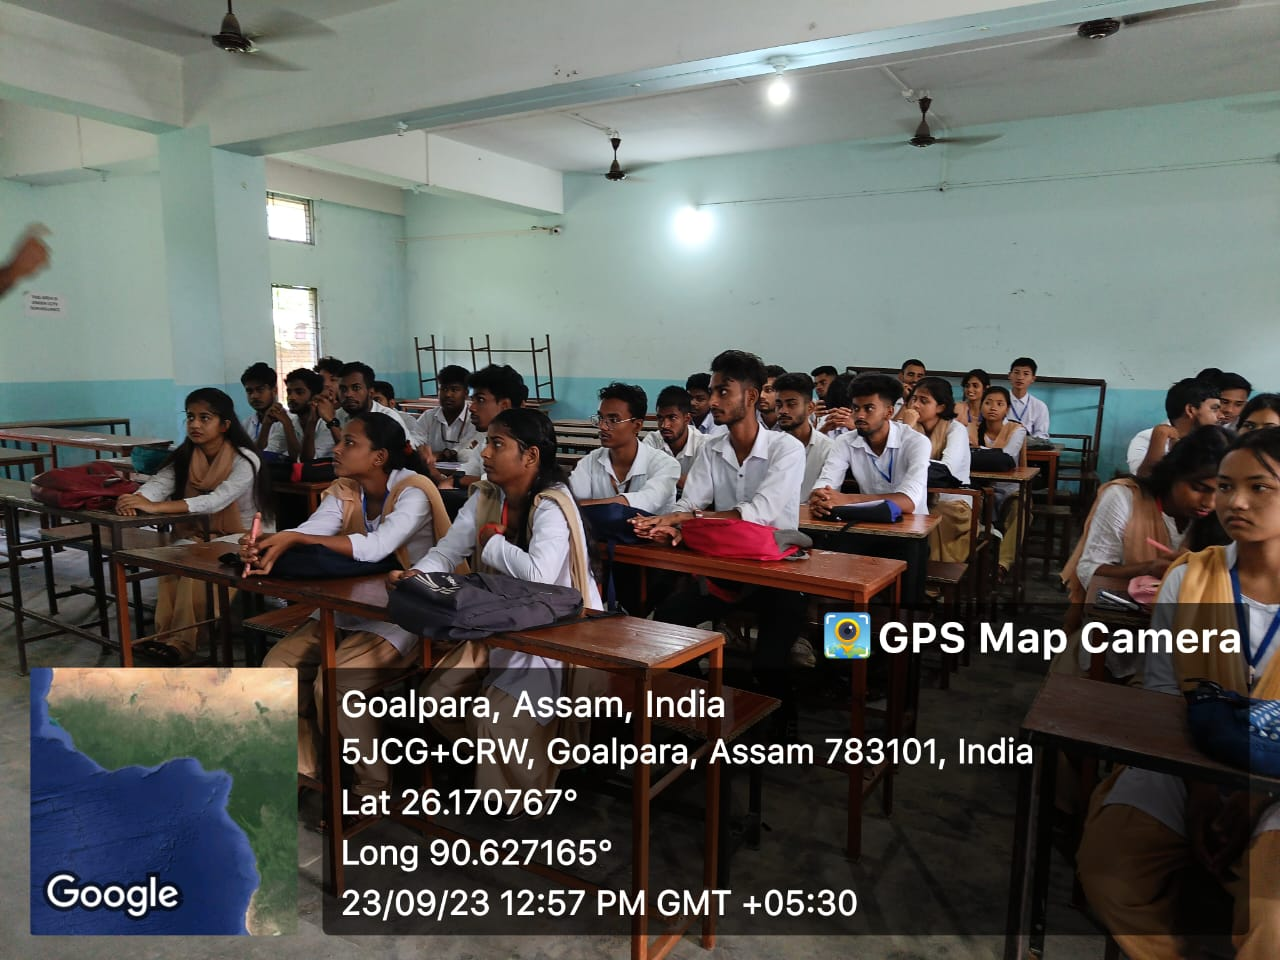 GPS Map Camera
Goalpara, Assam, India
5JCG+CRW, Goalpara, Assam 783101, India
Lat 26.170767°
Long 90.627165°
23/09/23 12:57 PM GMT +05:30
Google